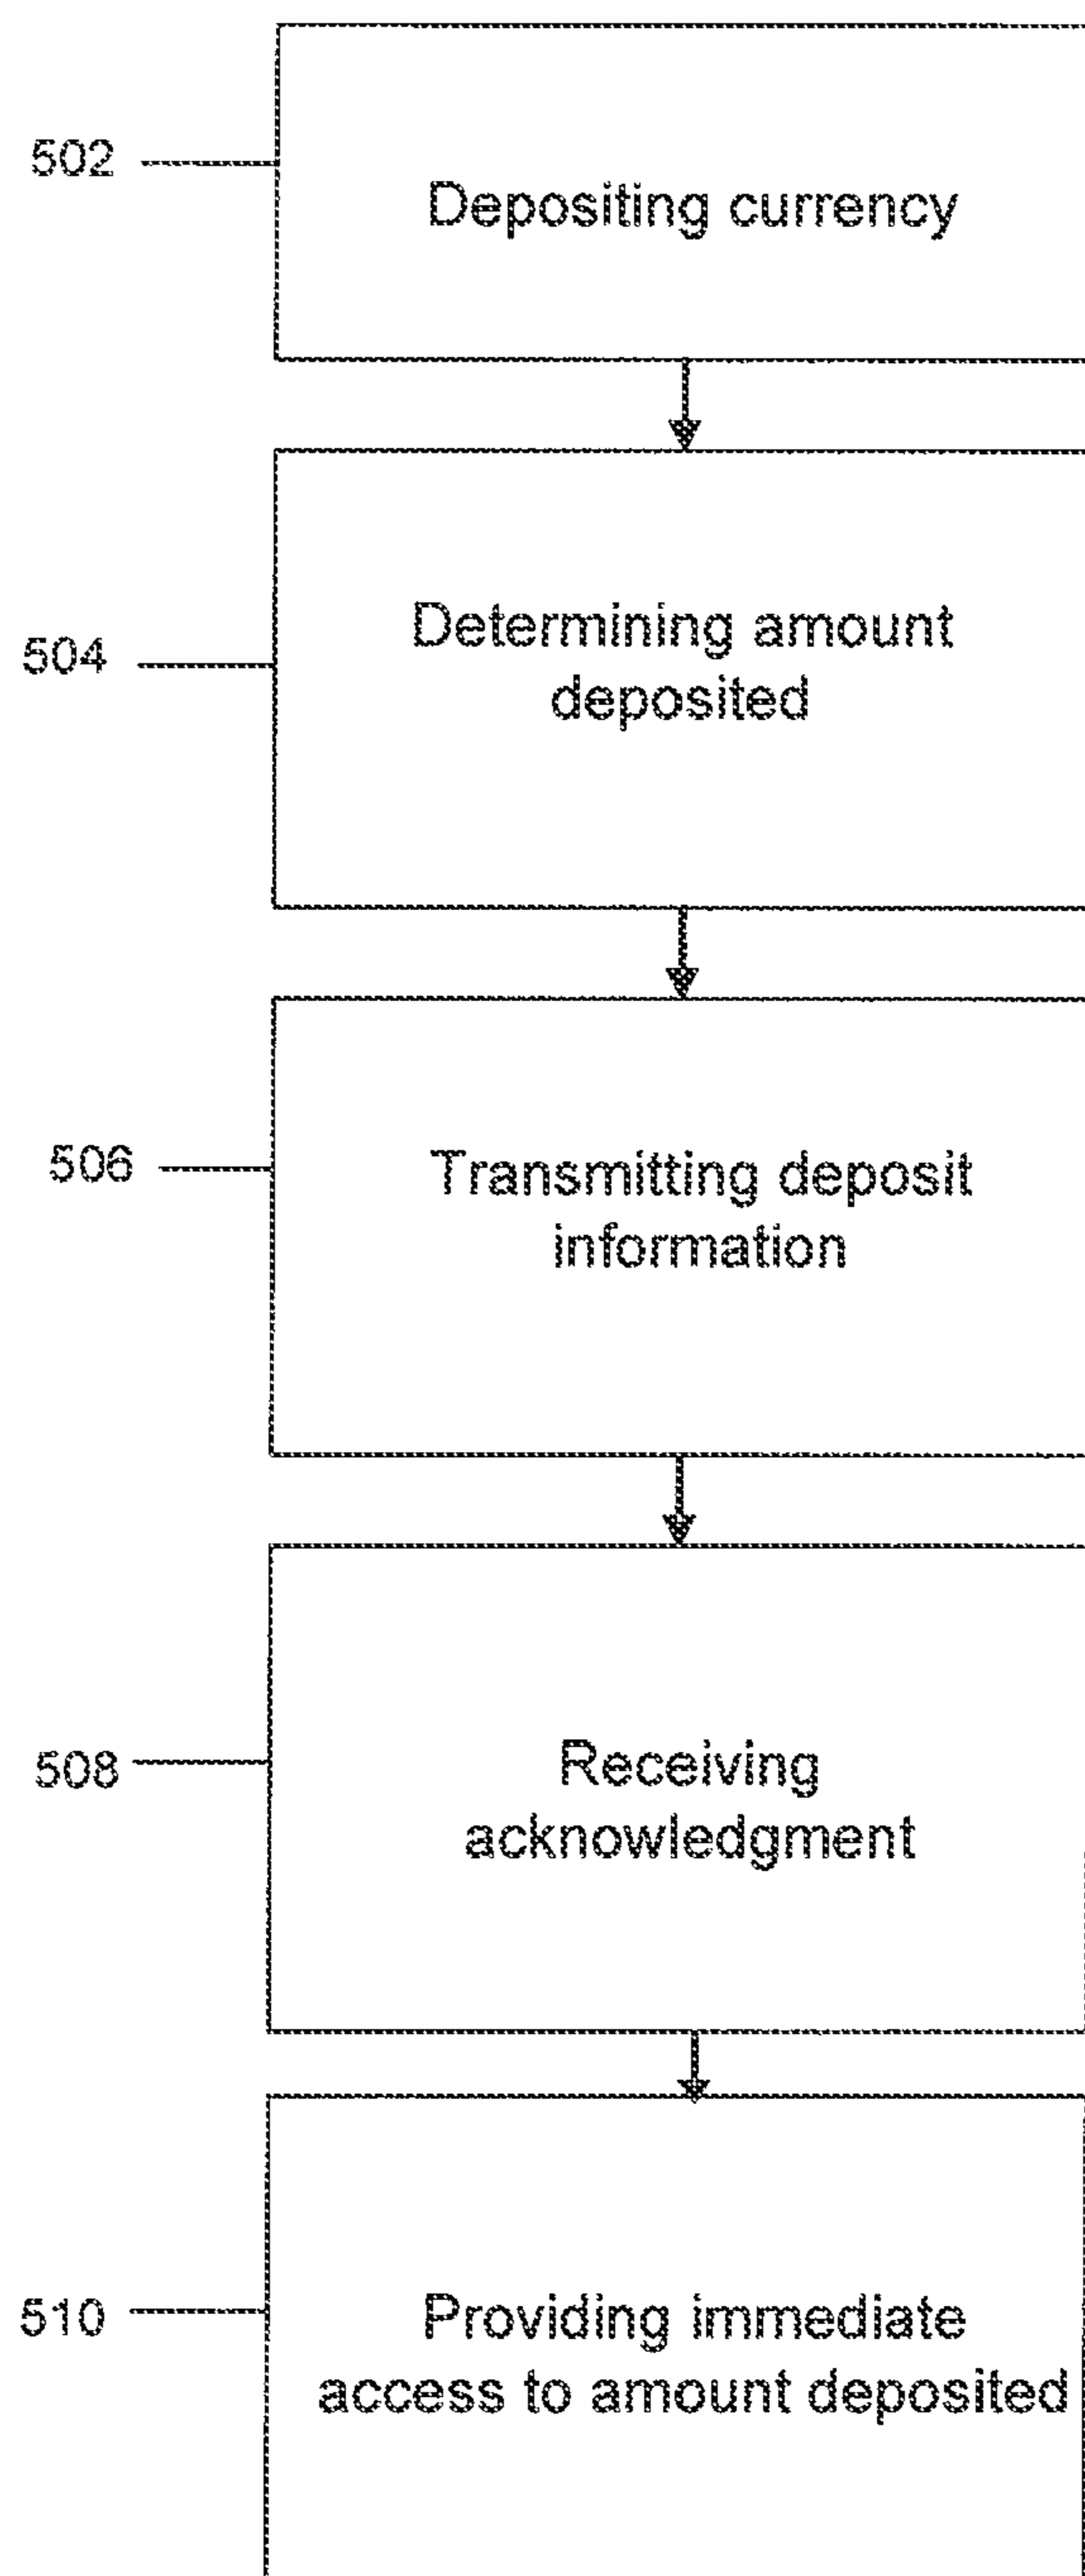 502
Depositing currency
504
Determining amount
deposited
506
Transmitting deposit
information
508
Receiving
acknowledgment
510
Providing immediate
access to amount deposited